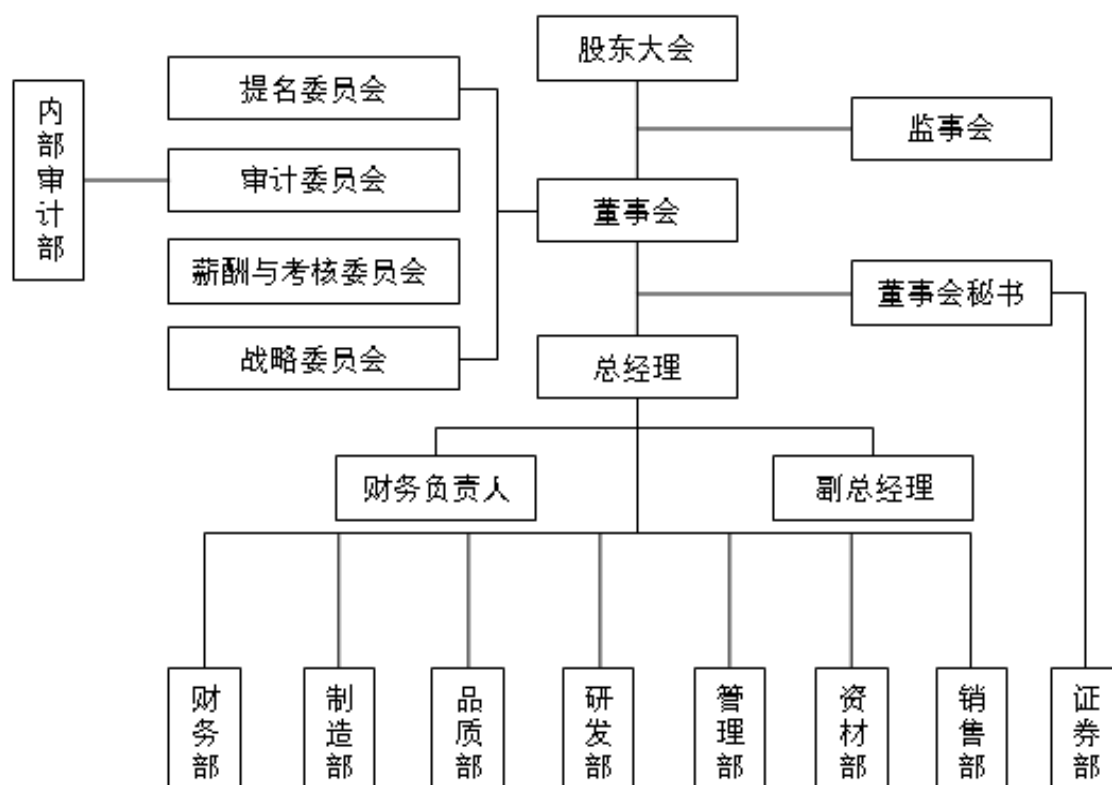 股东大会
提名委员会
监事会
内部审计部
审计委员会
董事会
薪酬与考核委员会
董事会秘书
战略委员会
总经理
财务负责人
副总经理
财务部
制造部
品质部
研发部
管理部
资材部
销售部
证券部